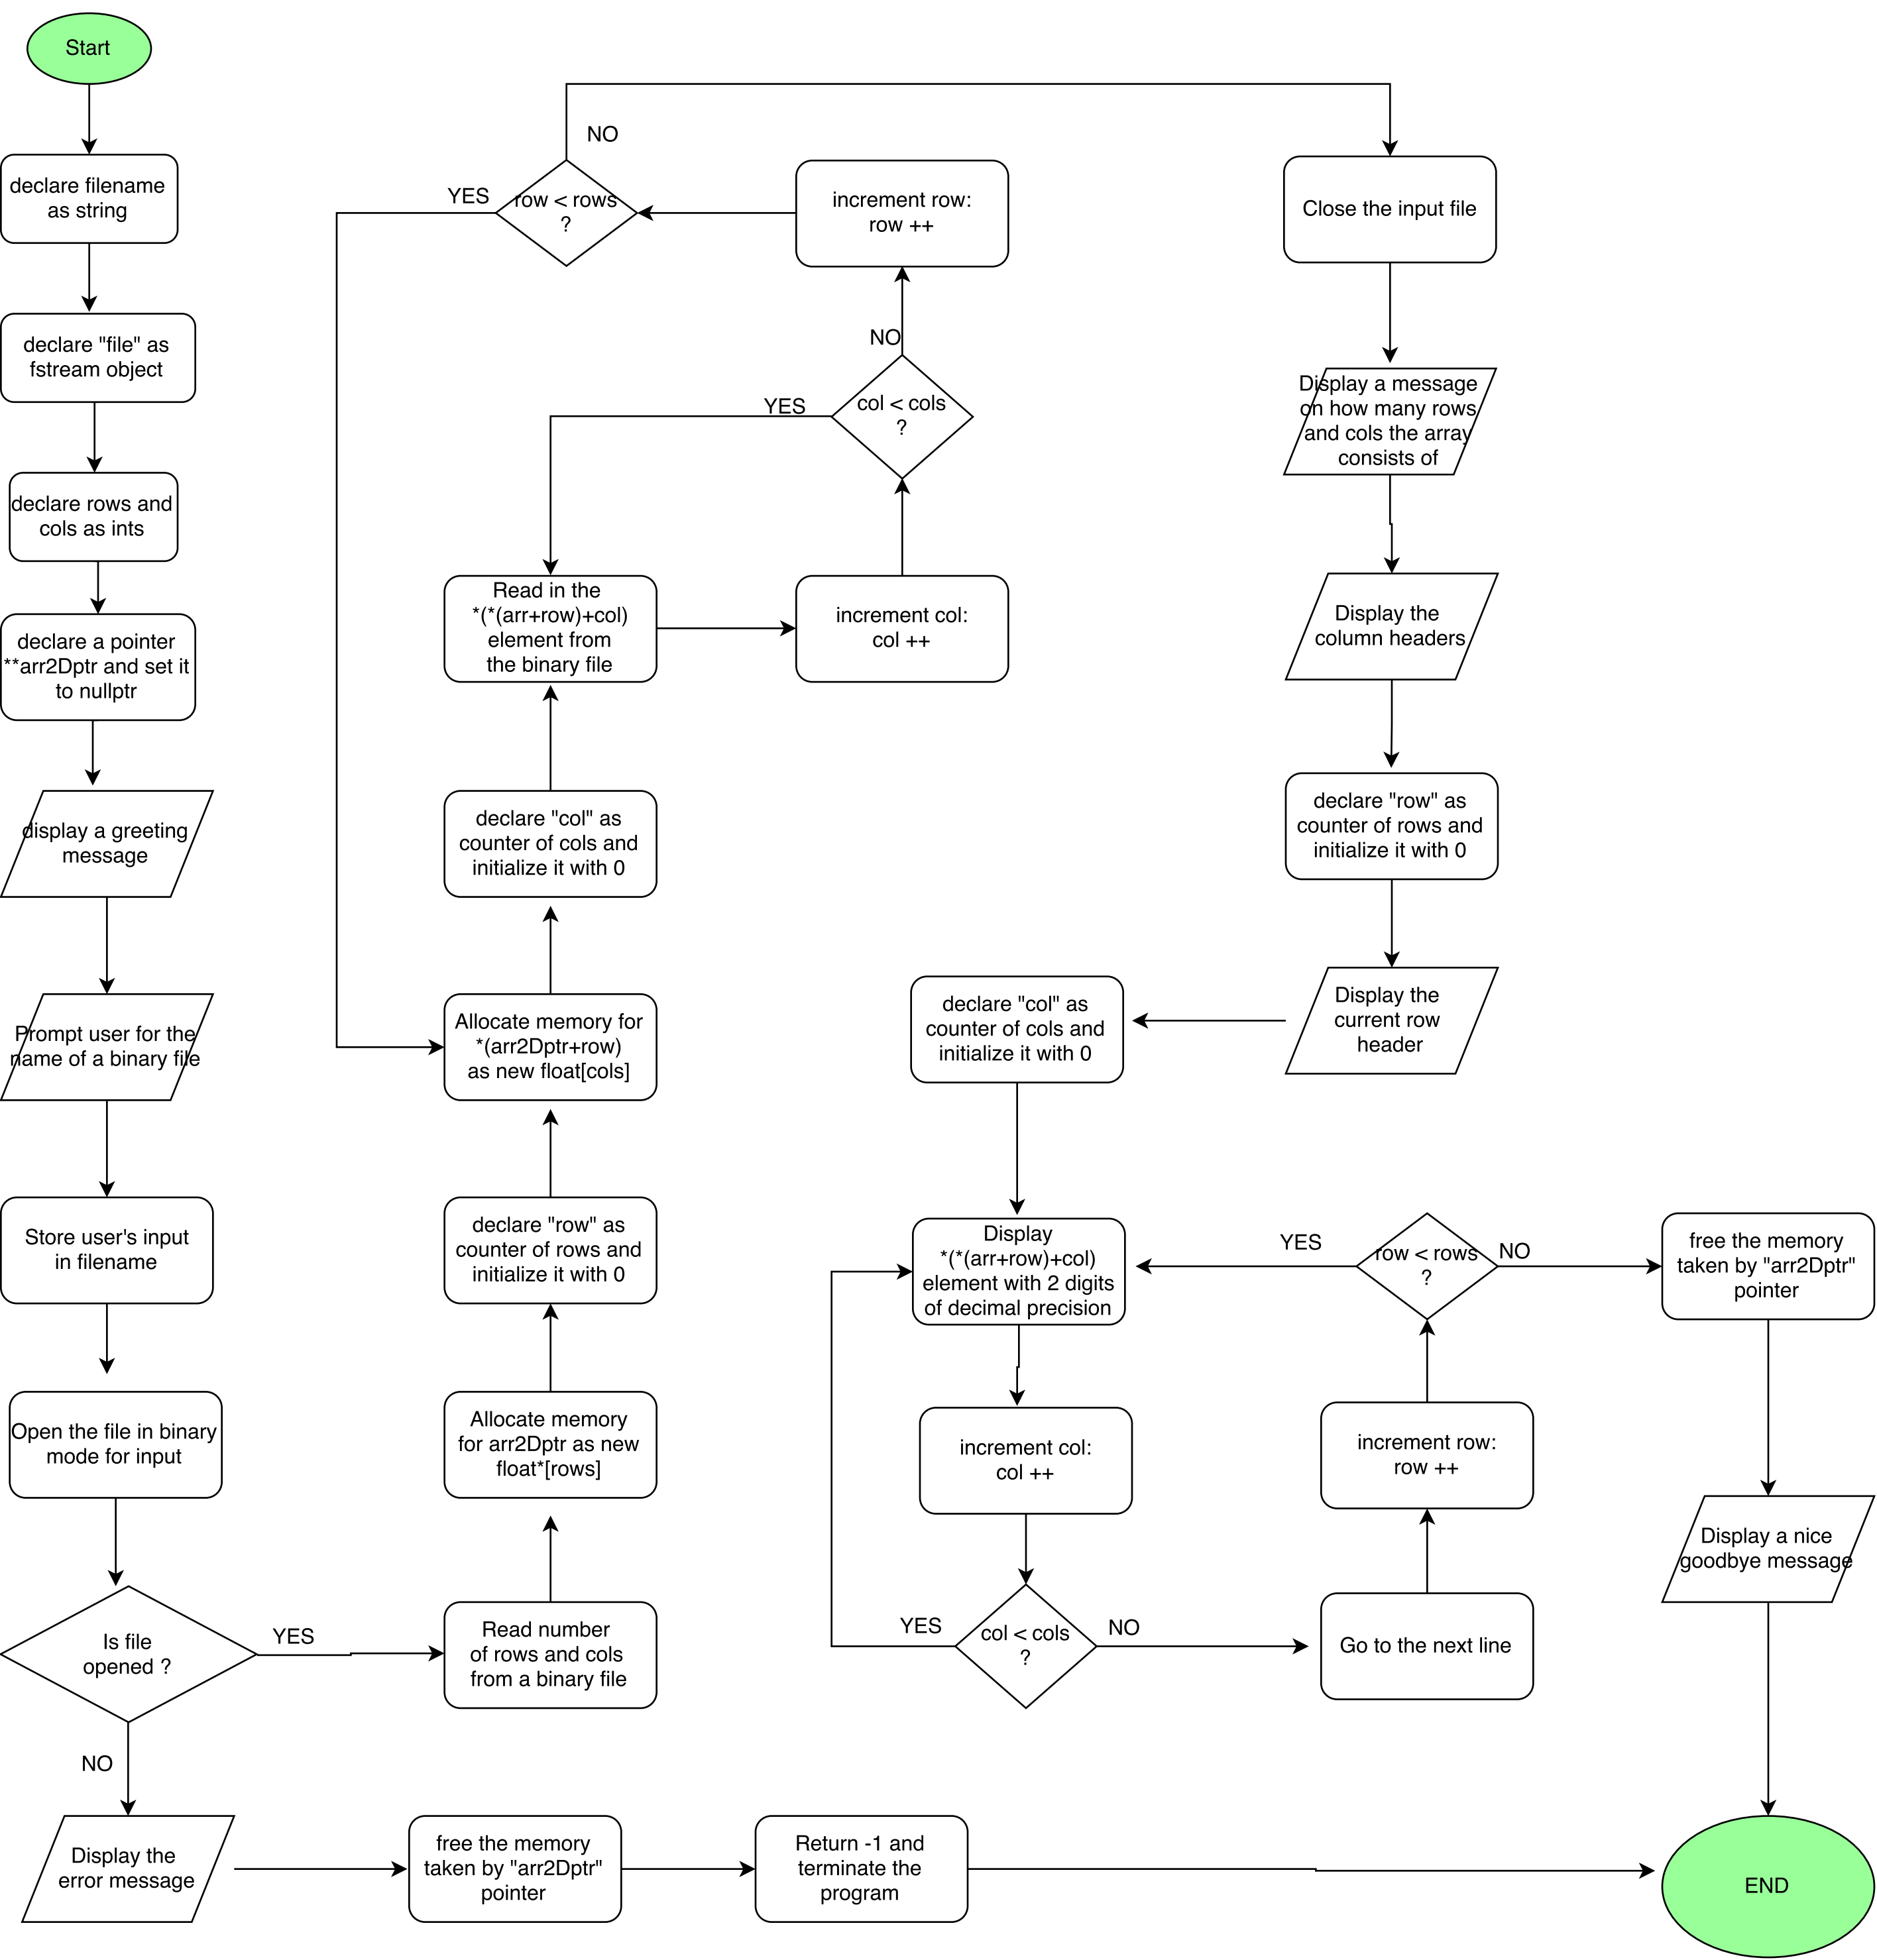 Start
declare filename
as string
declare "file" as
fstream object
declare rows and
cols as ints
declare a pointer
**arr2Dptr and set it
to nullptr
display a greeting
message
Prompt user for the
name of a binary file
Store user's input
in filename
Open the file in binary
mode for input
Is file
opened ?
YES
NO
Display the
error message
free the memory
taken by "arr2Dptr"
pointer
Return -1 and
terminate the
program
Read number
of rows and cols
from a binary file
Allocate memory
for arr2Dptr as new
float*[rows]
declare "row" as
counter of rows and
initialize it with 0
Allocate memory for
*(arr2Dptr+row)
as new float[cols]
declare "col" as
counter of cols and
initialize it with 0
Read in the
*(*(arr+row)+col)
element from
the binary file
increment col:
col ++
col < cols
?
YES
NO
increment row:
row ++
row < rows
?
YES
NO
Close the input file
Display a message
on how many rows
and cols the array
consists of
Display the
column headers
declare "row" as
counter of rows and
initialize it with 0
Display the
current row
header
declare "col" as
counter of cols and
initialize it with 0
Display
*(*(arr+row)+col)
element with 2 digits
of decimal precision
increment col:
col ++
col < cols
?
YES
NO
Go to the next line
increment row:
row ++
row < rows
?
YES
NO
free the memory
taken by "arr2Dptr"
pointer
Display a nice
goodbye message
END